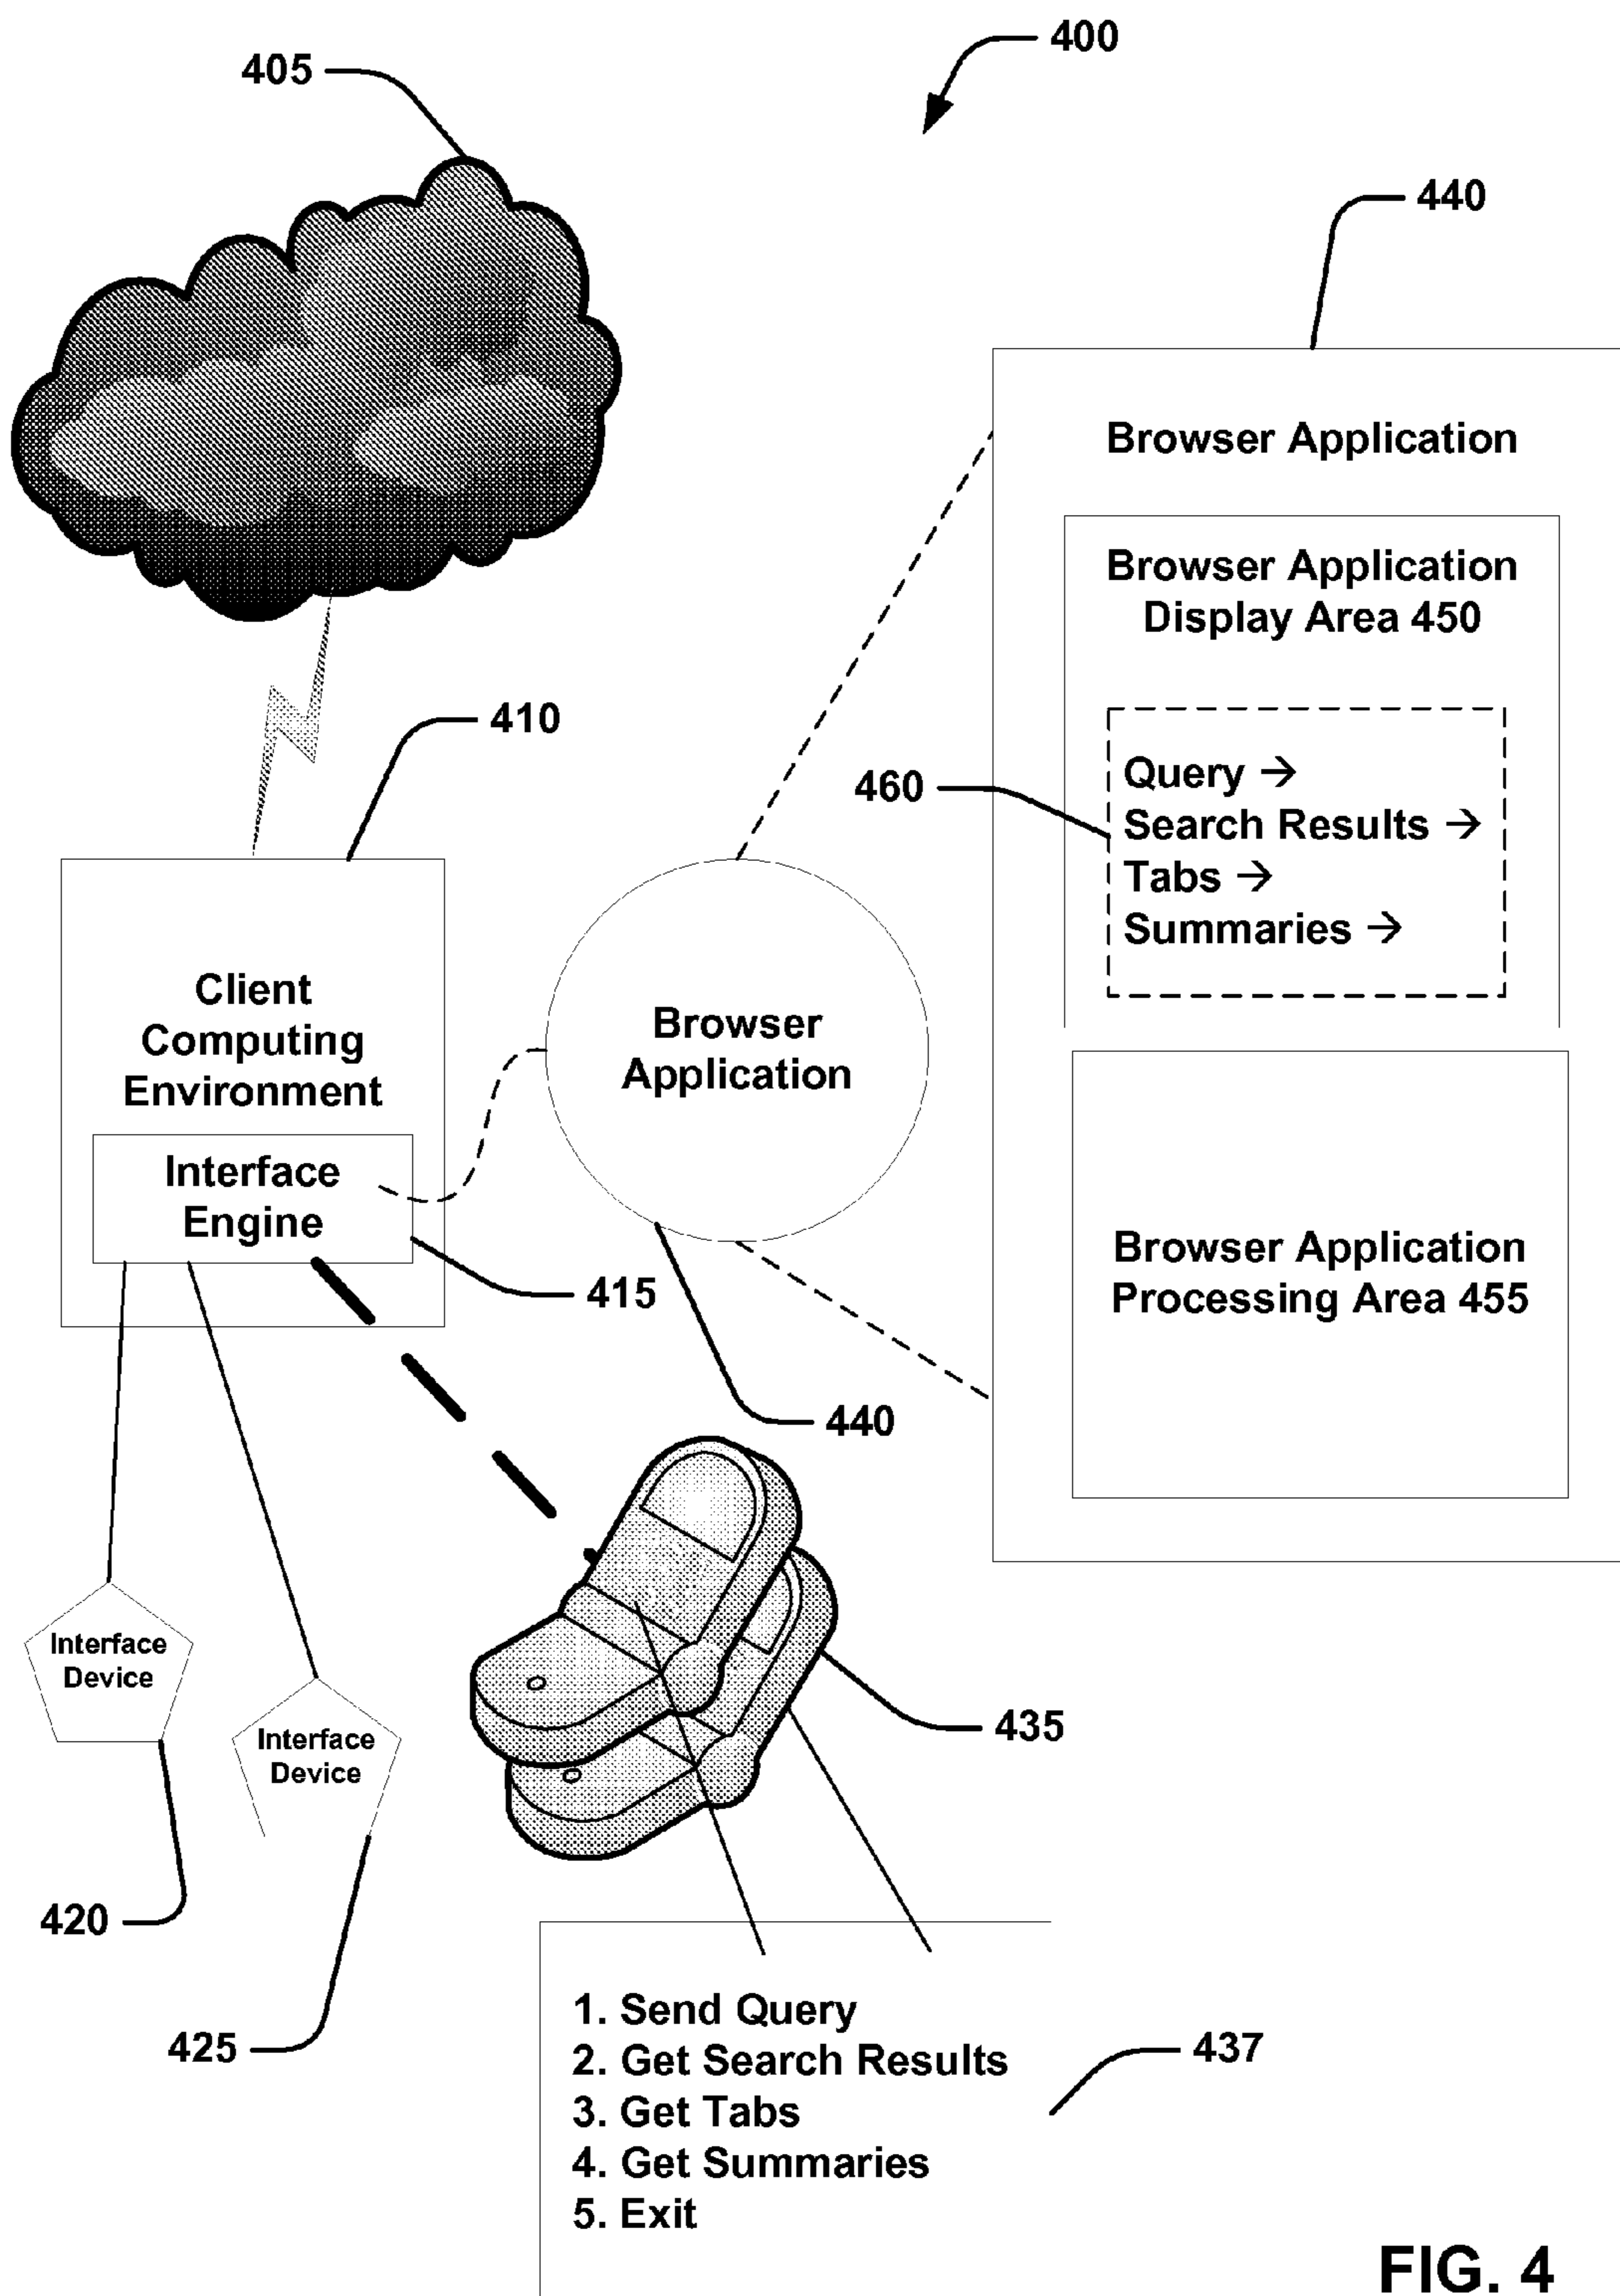 400
405
440
Browser Application
Browser Application
Display Area 450
410
460
Query →
Search Results →
Tabs →
Summaries →
Client
Computing
Environment
Browser
Application
Interface
Engine
415
Browser Application
Processing Area 455
440
Interface
Device
Interface
Device
435
420
425
437
1. Send Query
2. Get Search Results
3. Get Tabs
4. Get Summaries
5. Exit
FIG. 4